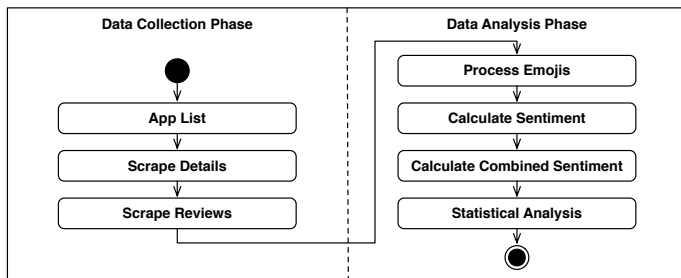 Data Collection Phase
App List
Scrape Details
Scrape Reviews
Data Analysis Phase
Process Emojis
Calculate Sentiment
Calculate Combined Sentiment
Statistical Analysis